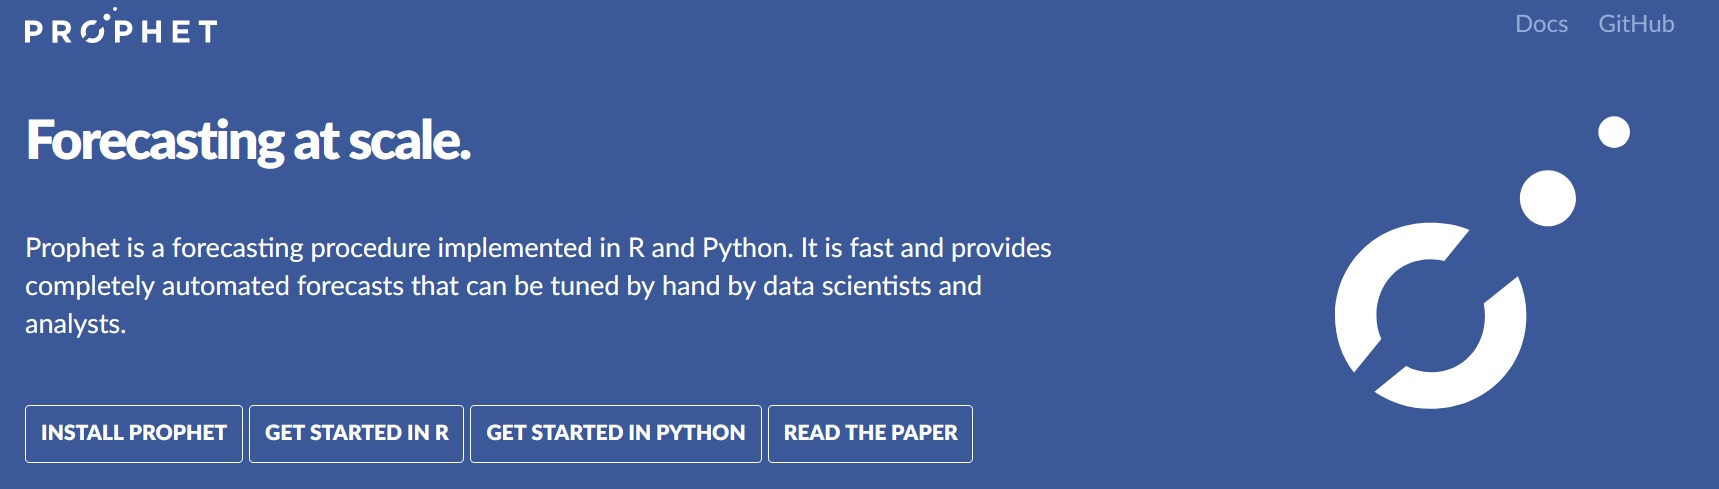 PROPHET
Docs GitHub
Forecasting at scale.
Prophet is a forecasting procedure implemented in R and Python. It is fast and provides
completely automated forecasts that can be tuned by hand by data scientists and
analysts.
INSTALL PROPHET GET STARTED IN R GET STARTED IN PYTHON READ THE PAPER